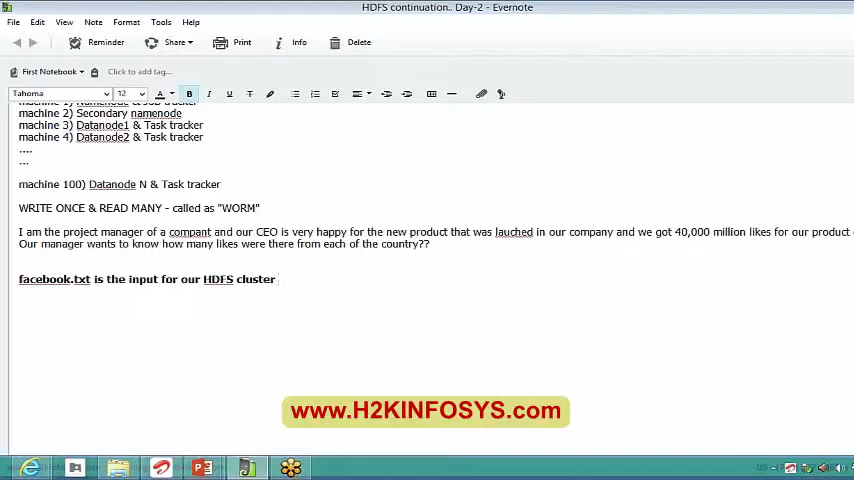 HDFS continuation.. Day-2 - Evernote
File Edit View Note Format Tools Help
Reminder Share Print Info Delete
First Notebook Click to add tag...
Tahoma 12 A B I U
machine 1) Namenode & Job tracker
machine 2) Secondary namenode
machine 3) Datanode1 & Task tracker
machine 4) Datanode2 & Task tracker
....
...
machine 100) Datanode N & Task tracker
WRITE ONCE & READ MANY - called as "WORM"
I am the project manager of a compant and our CEO is very happy for the new product that was lauched in our company and we got 40,000 million likes for our product
Our manager wants to know how many likes were there from each of the country??
facebook.txt is the input for our HDFS cluster
www.H2KINFOSYS.com